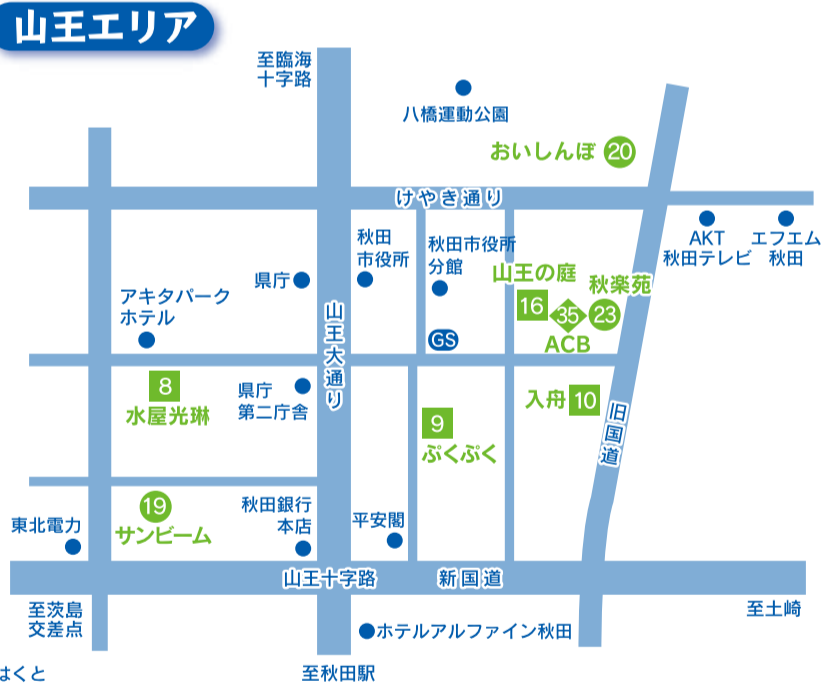 山王エリア
至臨海
十字路
八橋運動公園
おいしんぼ 20
けやき通り
AKT
秋田テレビ
エフエム
秋田
秋田
市役所
秋田市役所
分館
県庁
山王の庭
16
35
ACB
秋楽苑
23
アキタパーク
ホテル
GS
山王大通り
8
水屋光琳
県庁
第二庁舎
9
ぷくぷく
入舟 10
旧国道
19
サンビーム
東北電力
秋田銀行
本店
平安閣
山王十字路
新国道
至茨島
交差点
至土崎
ホテルアルファイン秋田
はくと
至秋田駅